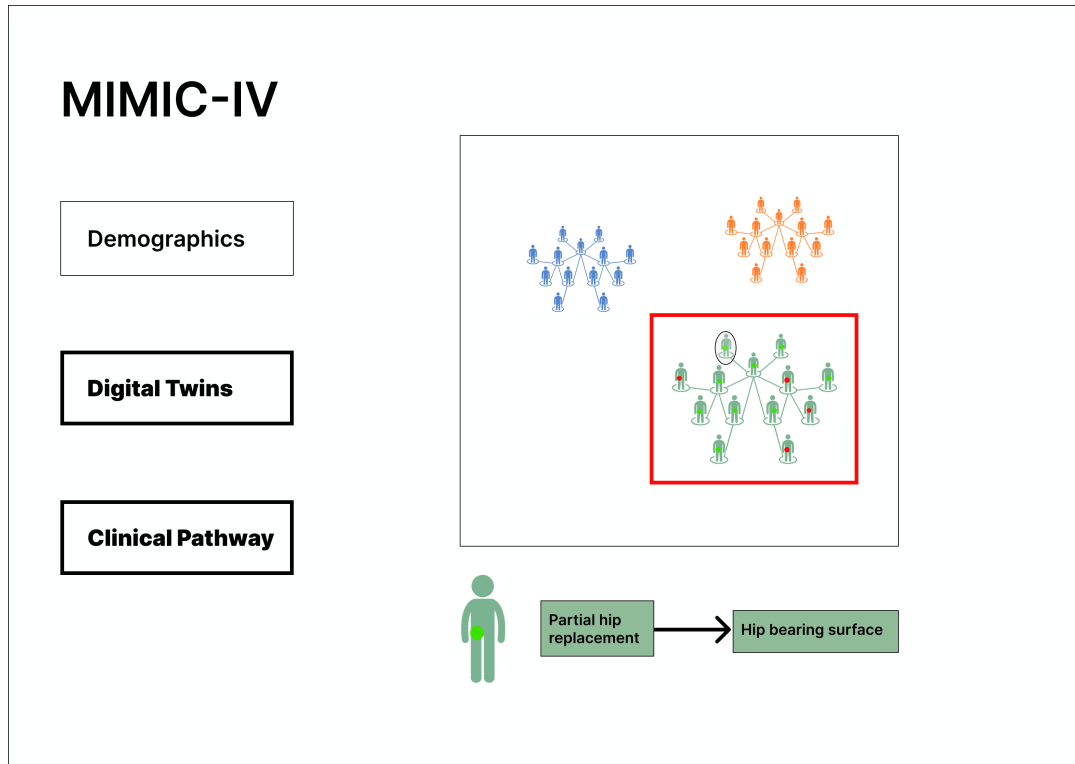 MIMIC-IV
Demographics
Digital Twins
Clinical Pathway
Partial hip
replacement
Hip bearing surface